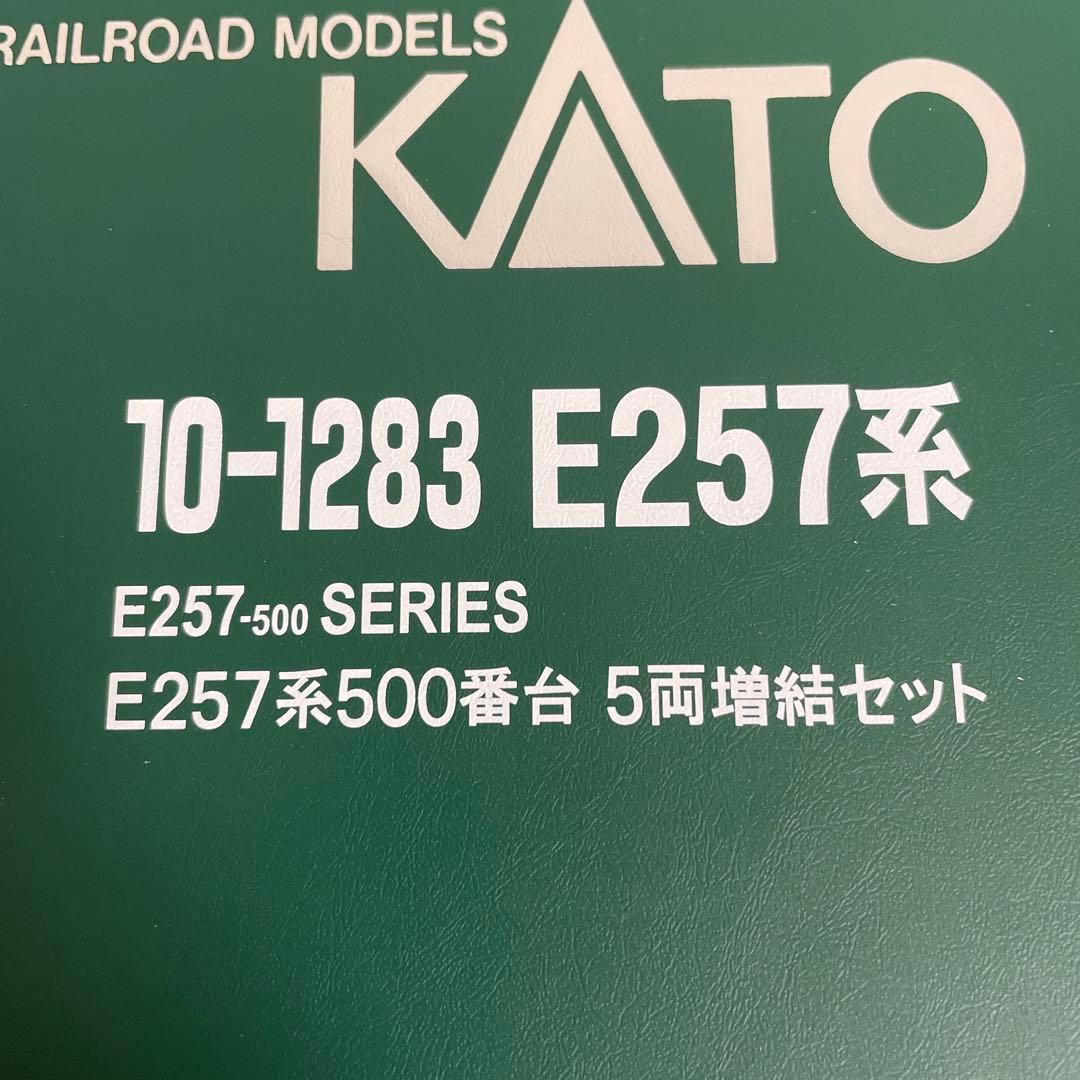 RAILROAD MODELS
KATO
10-1283 E257系
E257-500 SERIES
E257系500番台 5両増結セット